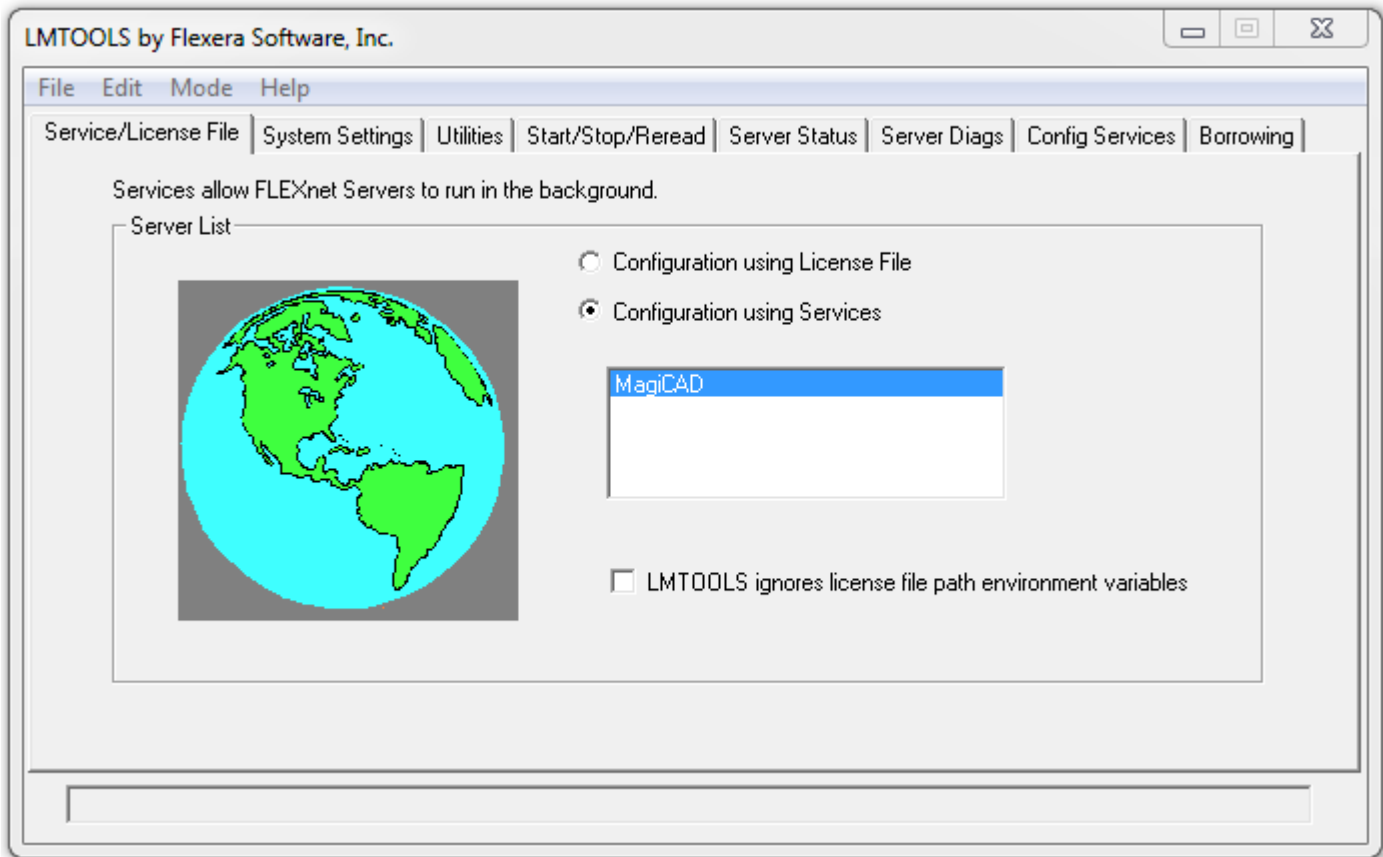 LMTOOLS by Flexera Software, Inc.
File Edit Mode Help
Service/License File System Settings Utilities Start/Stop/Reread Server Status Server Diags Config Services Borrowing
Services allow FLEXnet Servers to run in the background.
Server List
Configuration using License File
Configuration using Services
MagiCAD
LMTOOLS ignores license file path environment variables